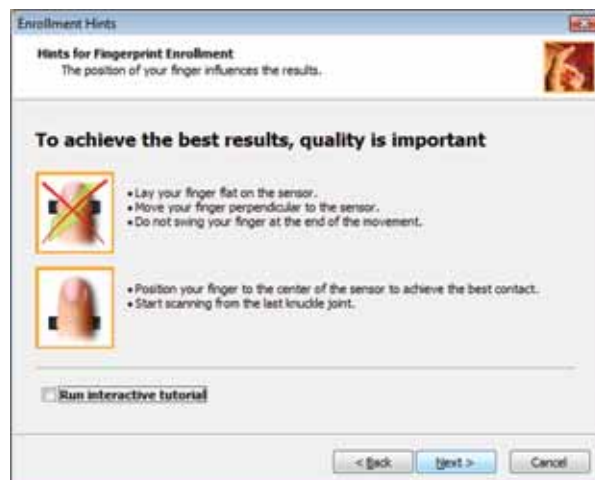 Enrollment Hints
Hints for Fingerprint Enrollment
The position of your finger influences the results.
To achieve the best results, quality is important
•Lay your finger flat on the sensor.
•Move your finger perpendicular to the sensor.
•Do not swing your finger at the end of the movement.
•Position your finger to the center of the sensor to achieve the best contact.
•Start scanning from the last knuckle joint.
Run interactive tutorial
< Back Next > Cancel